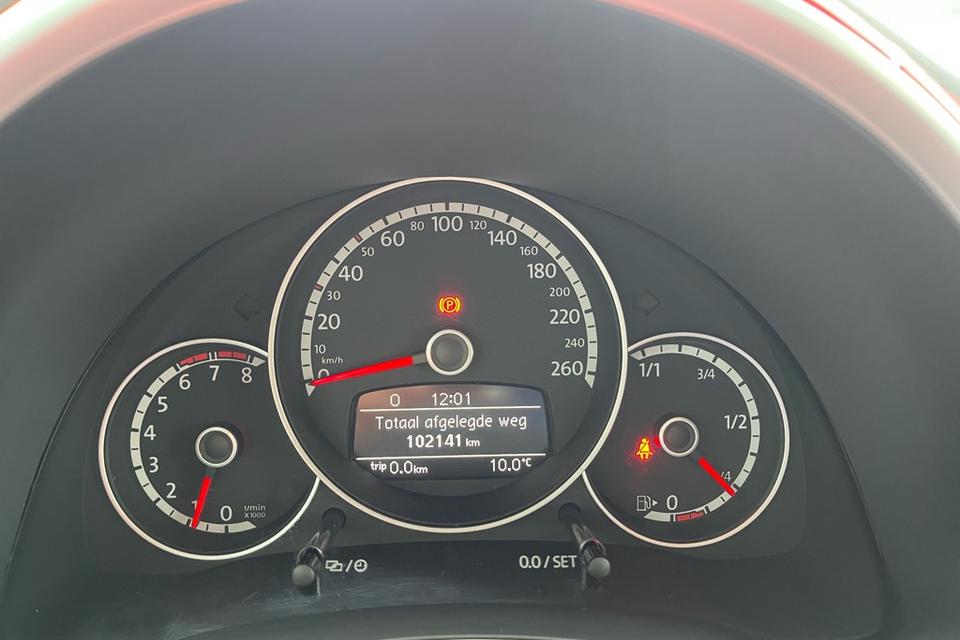 80 100 120
60 140
50 160
40 180
30 200
20 220
10 240
km/h
0 260
P
0 12:01
Totaal afgelegde weg
102141 km
trip 0.0km 10.0°C
6 7 8
5
4
3
2
1 0 1/min
x1000
1/1 3/4
1/2
/4
0
0.0 / SET